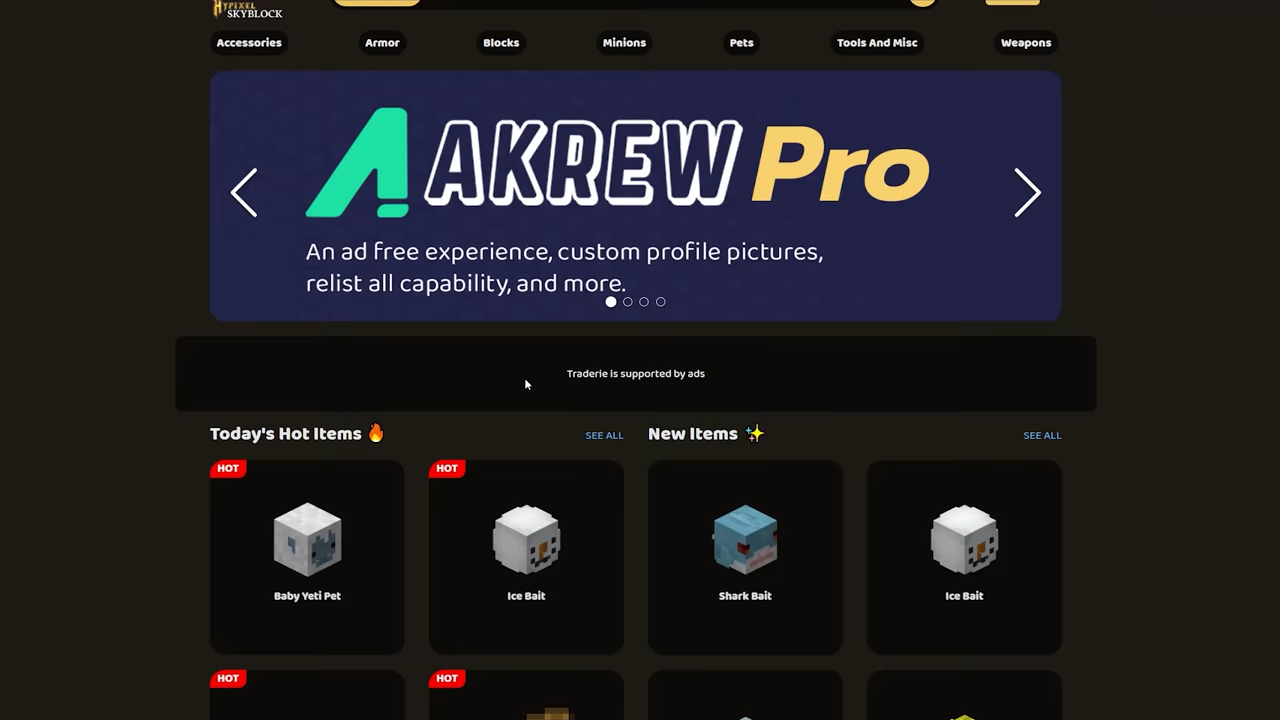 HYPIXEL
SKYBLOCK
Accessories
Armor
Blocks
Minions
Pets
Tools And Misc
Weapons
AKREW Pro
An ad free experience, custom profile pictures,
relist all capability, and more.
Traderie is supported by ads
Today's Hot Items 🔥
SEE ALL
New Items ✨
SEE ALL
HOT
Baby Yeti Pet
HOT
Ice Bait
Shark Bait
Ice Bait
HOT
HOT